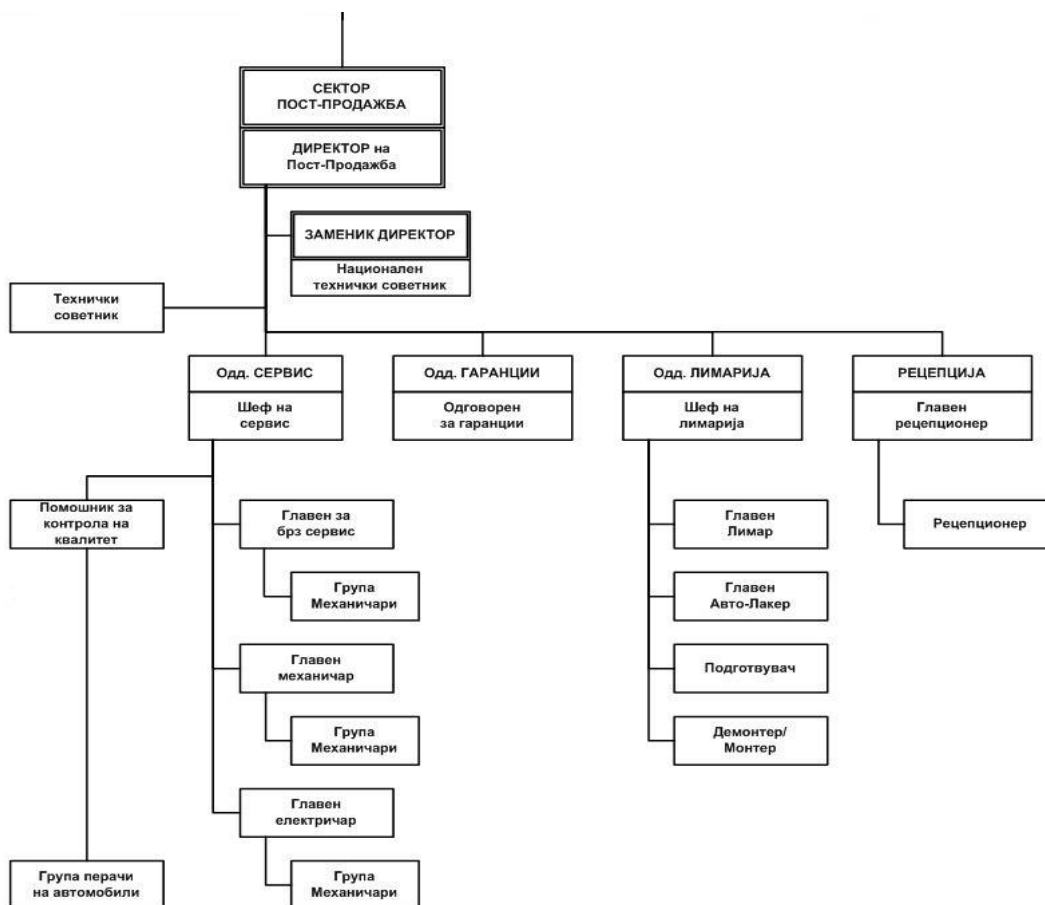 СЕКТОР
ПОСТ-ПРОДАЖБА
ДИРЕКТОР на
Пост-Продажба
ЗАМЕНИК ДИРЕКТОР
Национален
технички советник
Технички
советник
Одд. СЕРВИС
Шеф на
сервис
Одд. ГАРАНЦИИ
Одговорен
за гаранции
Одд. ЛИМАРИЈА
Шеф на
лимарија
РЕЦЕПЦИЈА
Главен
рецепционер
Помошник за
контрола на
квалитет
Главен за
брз сервис
Група
Механичари
Главен
механичар
Група
Механичари
Главен
електричар
Група
Механичари
Група перачи
на автомобили
Главен
Лимар
Главен
Авто-Лакер
Подготвувач
Демонтер/
Монтер
Рецепционер